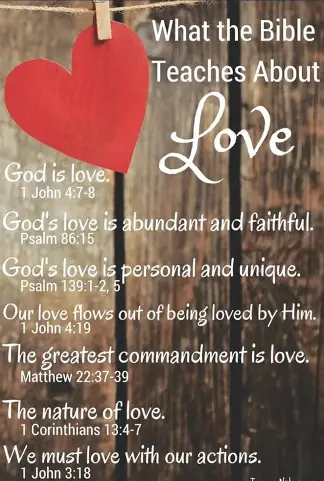 What the Bible
Teaches About
Love
God is love.
1 John 4:7-8
God's love is abundant and faithful.
Psalm 86:15
God's love is personal and unique.
Psalm 139:1-2, 5
Our love flows out of being loved by Him.
1 John 4:19
The greatest commandment is love.
Matthew 22:37-39
The nature of love.
1 Corinthians 13:4-7
We must love with our actions.
1 John 3:18